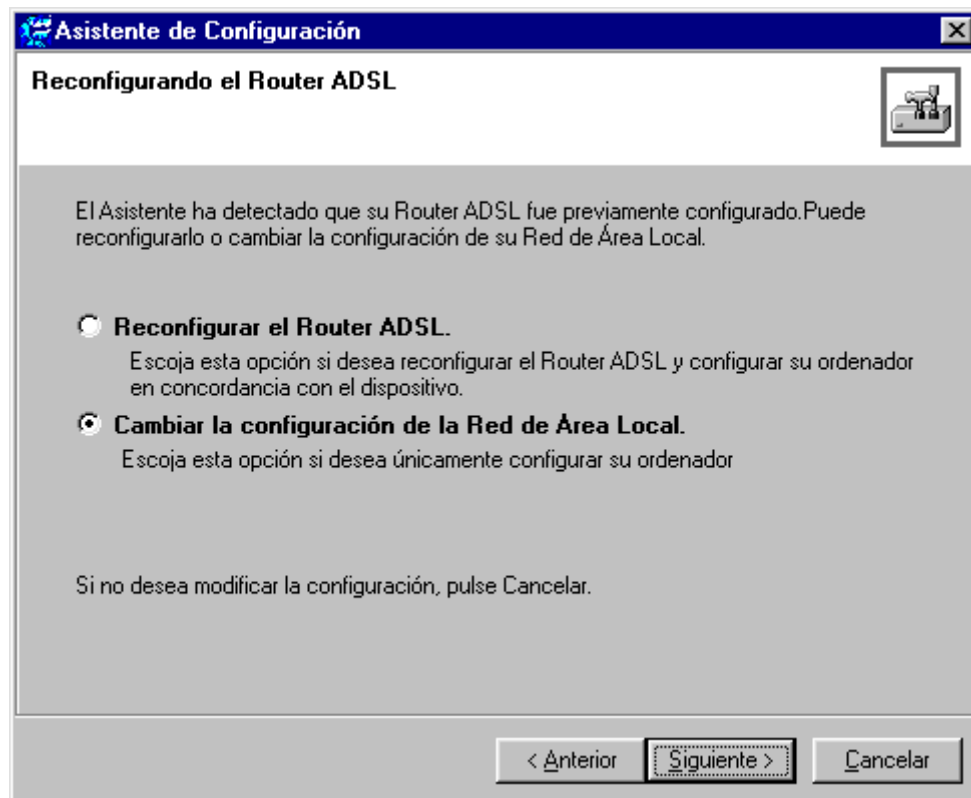 Asistente de Configuración
Reconfigurando el Router ADSL
El Asistente ha detectado que su Router ADSL fue previamente configurado.Puede
reconfigurarlo o cambiar la configuración de su Red de Área Local.
Reconfigurar el Router ADSL.
Escoja esta opción si desea reconfigurar el Router ADSL y configurar su ordenador
en concordancia con el dispositivo.
Cambiar la configuración de la Red de Área Local.
Escoja esta opción si desea únicamente configurar su ordenador
Si no desea modificar la configuración, pulse Cancelar.
< Anterior Siguiente > Cancelar